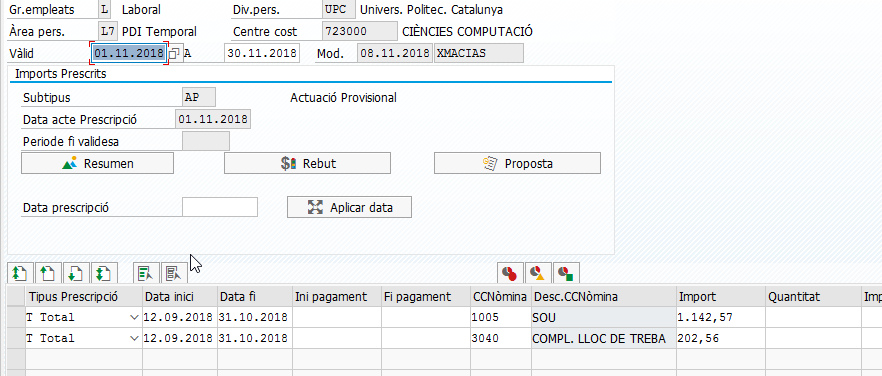 Gr.empleats L Laboral Div.pers. UPC Univers. Politec. Catalunya
Àrea pers. L7 PDI Temporal Centre cost 723000 CIÈNCIES COMPUTACIÓ
Vàlid 01.11.2018 A 30.11.2018 Mod. 08.11.2018 XMACIAS
Imports Prescrits
Subtipus AP Actuació Provisional
Data acte Prescripció 01.11.2018
Periode fi validesa
Resumen Rebut Proposta
Data prescripció Aplicar data
Tipus Prescripció Data inici Data fi Ini pagament Fi pagament CCNòmina Desc.CCNòmina Import Quantitat Imp
T Total 12.09.2018 31.10.2018 1005 SOU 1.142,57
T Total 12.09.2018 31.10.2018 3040 COMPL. LLOC DE TREBA 202,56